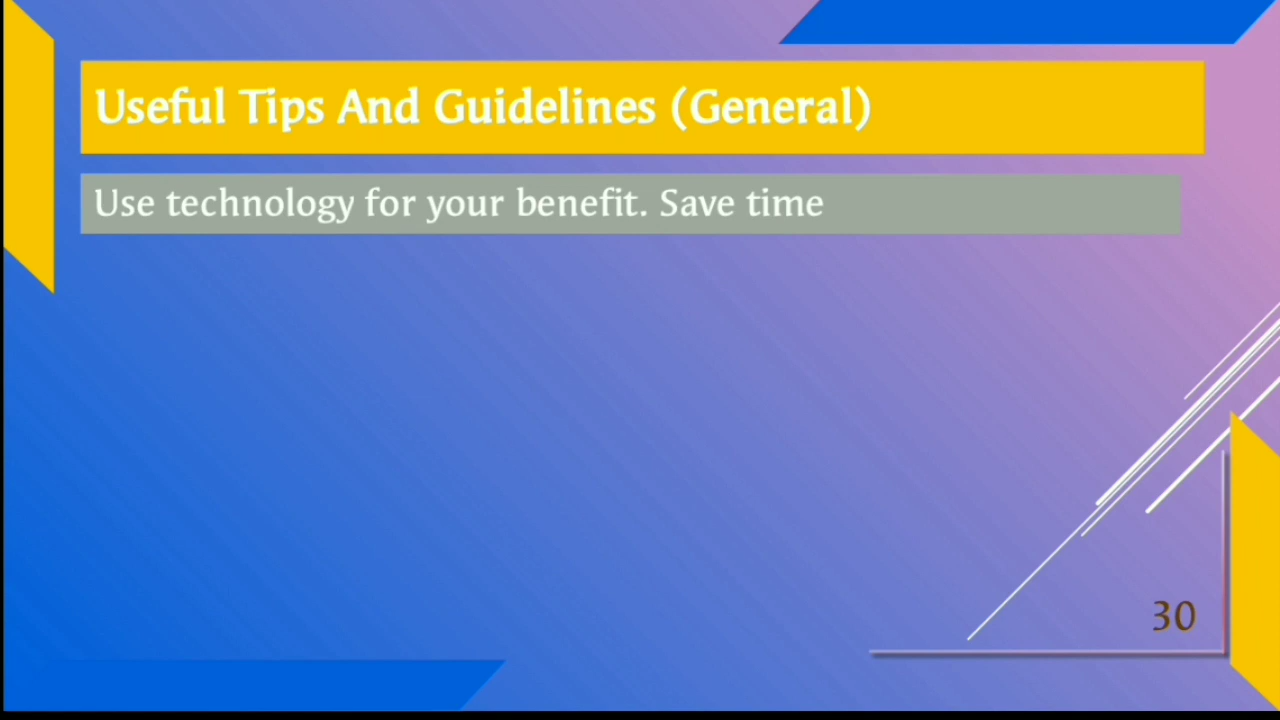 Useful Tips And Guidelines (General)
Use technology for your benefit. Save time
30